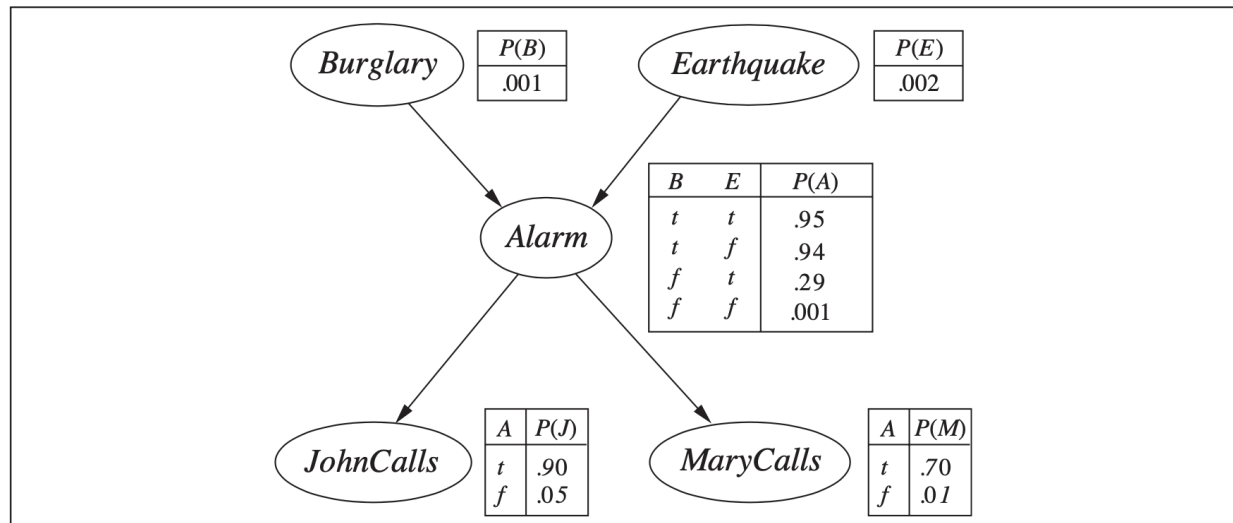 Burglary
P(B)
.001
Earthquake
P(E)
.002
Alarm
B E P(A)
t t .95
t f .94
f t .29
f f .001
JohnCalls
A P(J)
t .90
f .05
MaryCalls
A P(M)
t .70
f .01